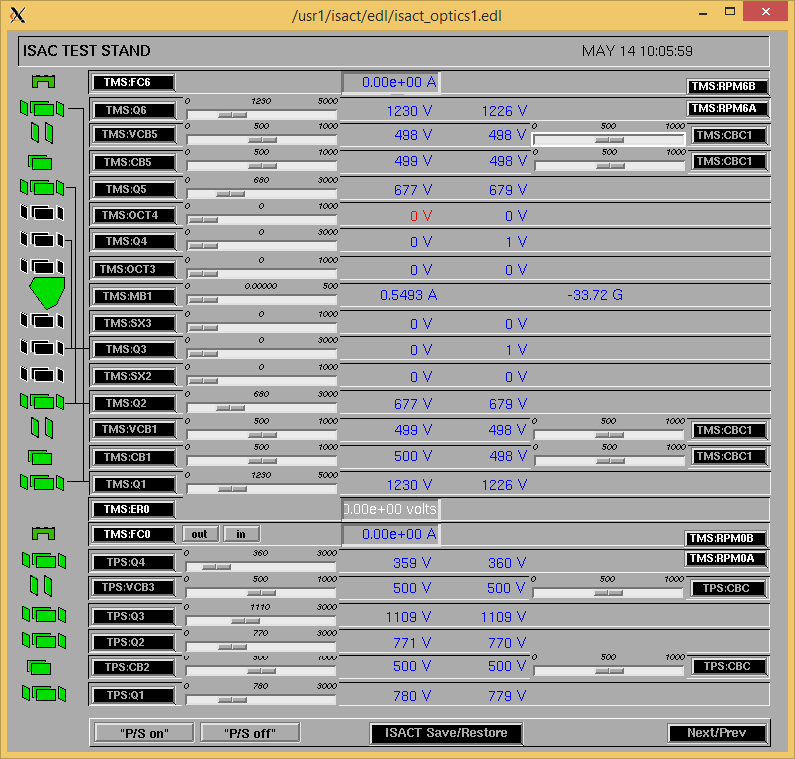 /usr1/isact/edl/isact_optics1.edl
ISAC TEST STAND MAY 14 10:05:59
TMS:FC6 0.00e+00 A TMS:RPM6B
TMS:Q6 0 1230 5000 1230 V 1226 V TMS:RPM6A
TMS:VCB5 0 500 1000 498 V 498 V 0 500 1000 TMS:CBC1
TMS:CB5 0 500 1000 499 V 498 V 0 500 1000 TMS:CBC1
TMS:Q5 0 680 3000 677 V 679 V
TMS:OCT4 0 0 1000 0 V 0 V
TMS:Q4 0 0 3000 0 V 1 V
TMS:OCT3 0 0 1000 0 V 0 V
TMS:MB1 0 0.00000 500 0.5493 A -33.72 G
TMS:SX3 0 0 1000 0 V 0 V
TMS:Q3 0 0 3000 0 V 1 V
TMS:SX2 0 0 1000 0 V 0 V
TMS:Q2 0 680 3000 677 V 679 V
TMS:VCB1 0 500 1000 499 V 498 V 0 500 1000 TMS:CBC1
TMS:CB1 0 500 1000 500 V 498 V 0 500 1000 TMS:CBC1
TMS:Q1 0 1230 5000 1230 V 1226 V
TMS:ER0 0.00e+00 volts
TMS:FC0 out in 0.00e+00 A TMS:RPM0B
TPS:Q4 0 360 3000 359 V 360 V TMS:RPM0A
TPS:VCB3 0 500 1000 500 V 500 V 0 500 1000 TPS:CBC
TPS:Q3 0 1110 3000 1109 V 1109 V
TPS:Q2 0 770 3000 771 V 770 V
TPS:CB2 0 500 1000 500 V 500 V 0 500 1000 TPS:CBC
TPS:Q1 0 780 3000 780 V 779 V
"P/S on" "P/S off" ISACT Save/Restore Next/Prev